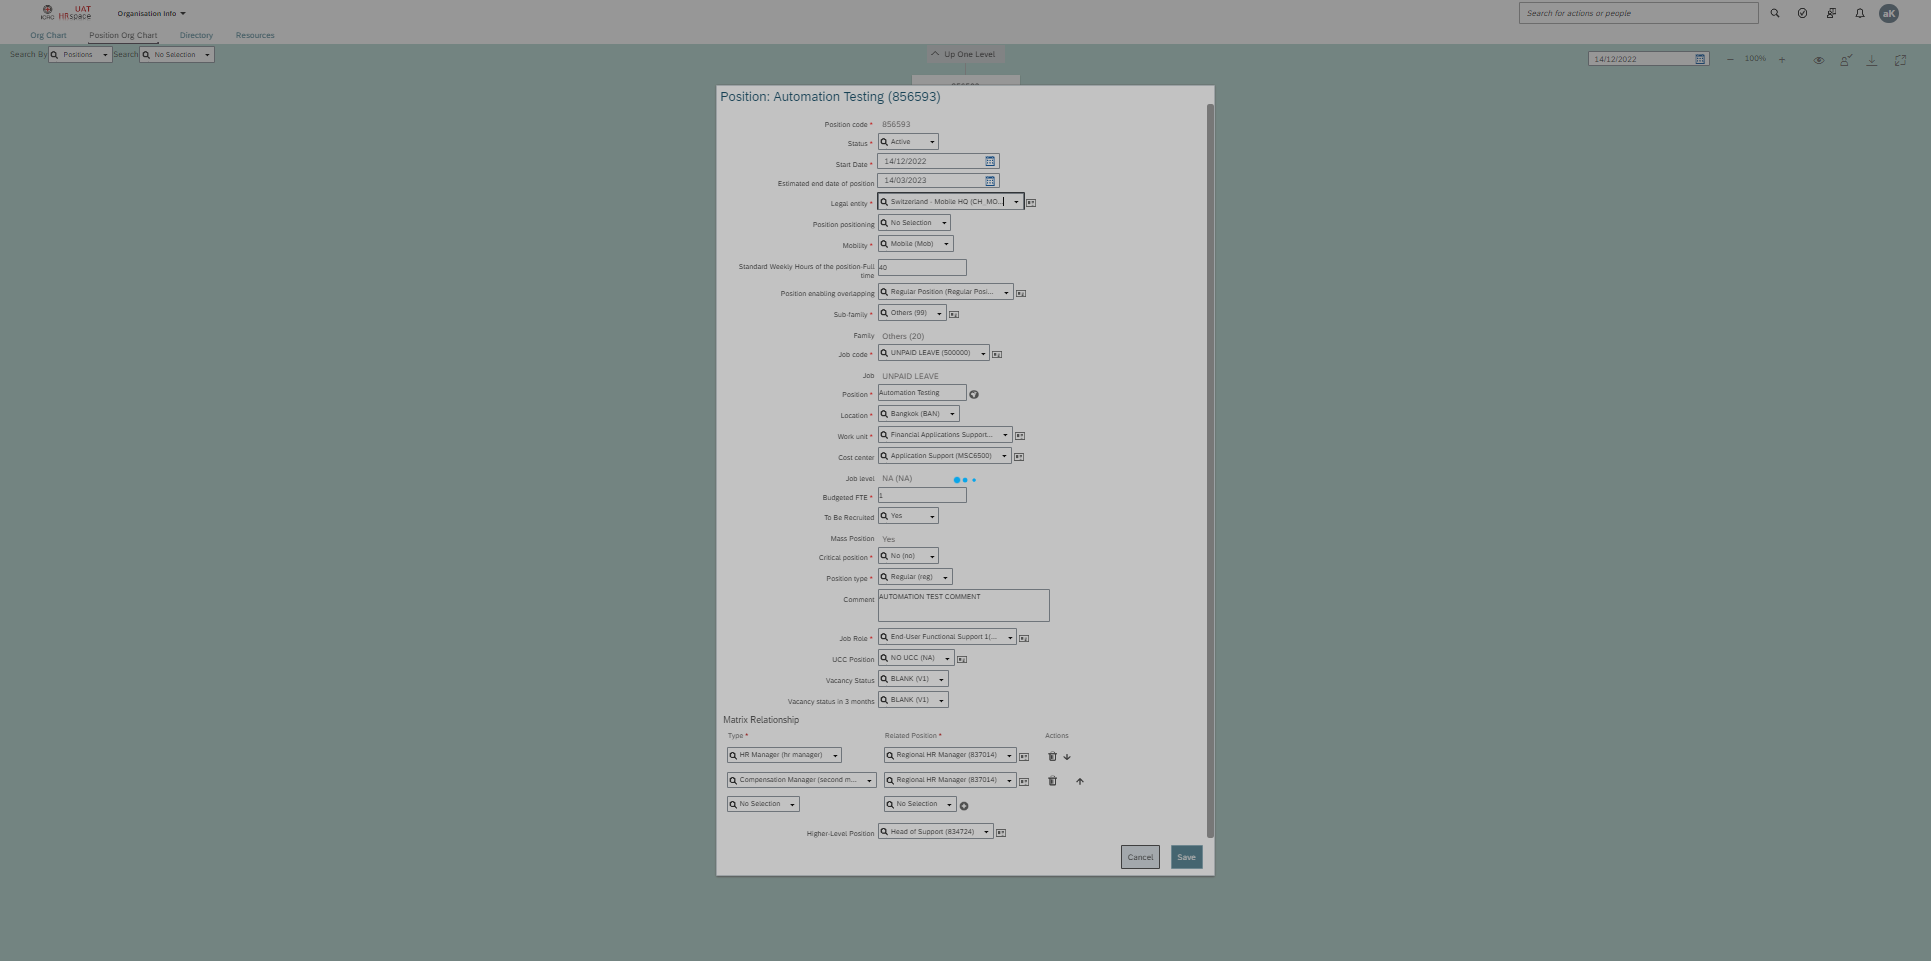 ICRC
UAT
HRspace
Organisation Info
Search for actions or people
aK
Org Chart
Position Org Chart
Directory
Resources
Search By
Positions
Search
No Selection
Up One Level
14/12/2022
100%
Position: Automation Testing (856593)
Position code *
856593
Status *
Active
Start Date *
14/12/2022
Estimated end date of position
14/03/2023
Legal entity *
Switzerland - Mobile HQ (CH_MO...
Position positioning
No Selection
Mobility *
Mobile (Mob)
Standard Weekly Hours of the position-Full
time
40
Position enabling overlapping
Regular Position (Regular Posi...
Sub-family *
Others (99)
Family
Others (20)
Job code *
UNPAID LEAVE (500000)
Job
UNPAID LEAVE
Position *
Automation Testing
Location *
Bangkok (BAN)
Work unit *
Financial Applications Support...
Cost center
Application Support (MSC6500)
Job level
NA (NA)
Budgeted FTE *
1
To Be Recruited
Yes
Mass Position
Yes
Critical position *
No (no)
Position type *
Regular (reg)
Comment
AUTOMATION TEST COMMENT
Job Role *
End-User Functional Support 1(...
UCC Position
NO UCC (NA)
Vacancy Status
BLANK (V1)
Vacancy status in 3 months
BLANK (V1)
Matrix Relationship
Type *
Related Position *
Actions
HR Manager (hr manager)
Regional HR Manager (837014)
Compensation Manager (second m...
Regional HR Manager (837014)
No Selection
No Selection
Higher-Level Position
Head of Support (834724)
Cancel
Save